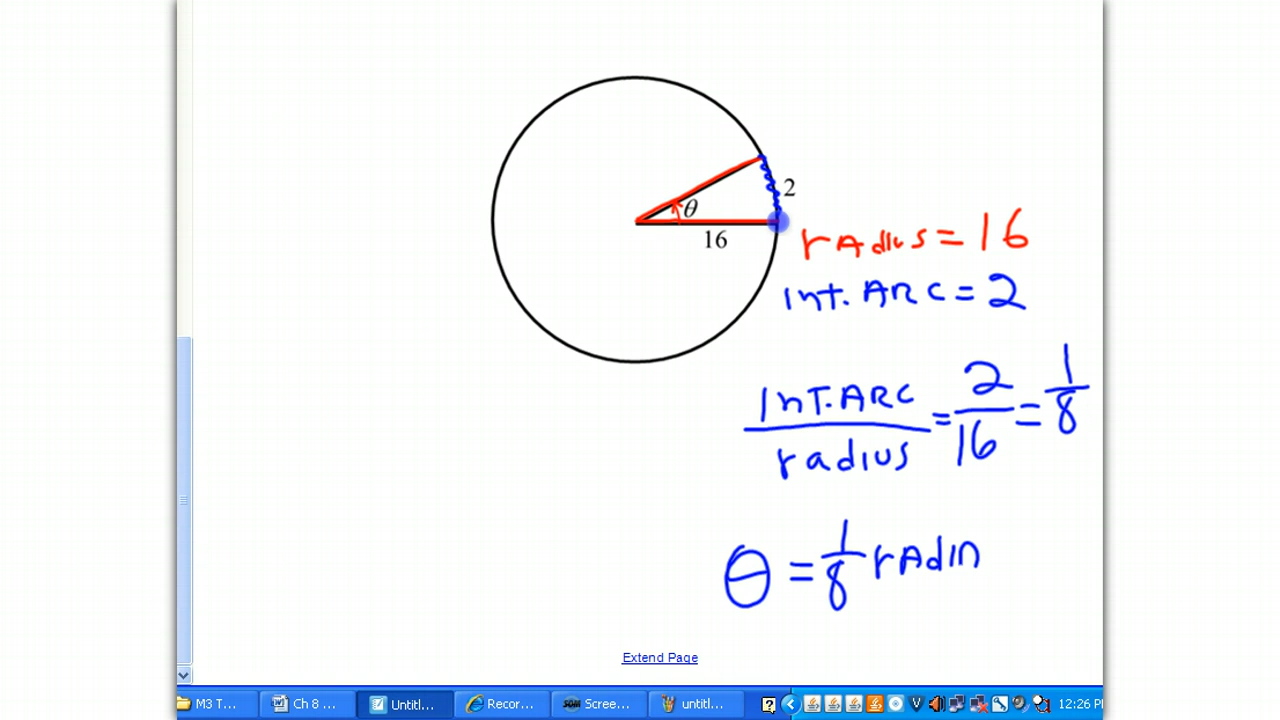 2
θ
16
rAdius = 16
Int. ARC = 2
Int. ARC / radius = 2/16 = 1/8
θ = 1/8 rAdin
Extend Page
M3 T... Ch 8 ... Untitl... Recor... Scree... untitl... ? V 12:26 P